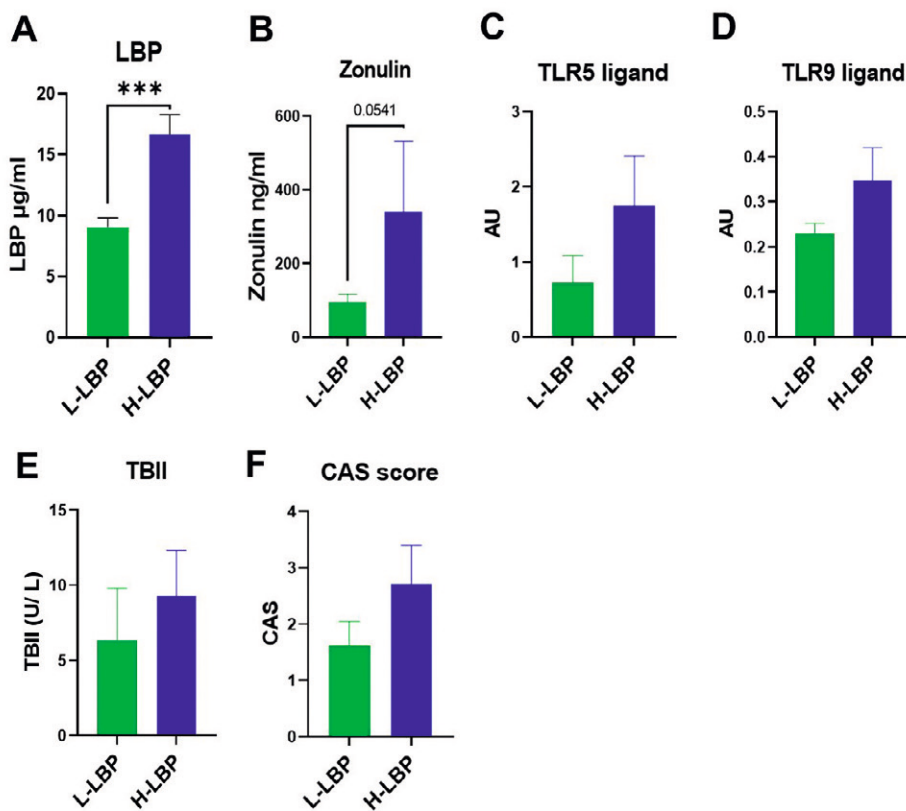 A
LBP
***
LBP µg/ml
20
15
10
5
0
L-LBP
H-LBP
B
Zonulin
0.0541
Zonulin ng/ml
600
400
200
0
L-LBP
H-LBP
C
TLR5 ligand
AU
3
2
1
0
L-LBP
H-LBP
D
TLR9 ligand
AU
0.5
0.4
0.3
0.2
0.1
0.0
L-LBP
H-LBP
E
TBII
TBII (U/ L)
15
10
5
0
L-LBP
H-LBP
F
CAS score
CAS
4
3
2
1
0
L-LBP
H-LBP